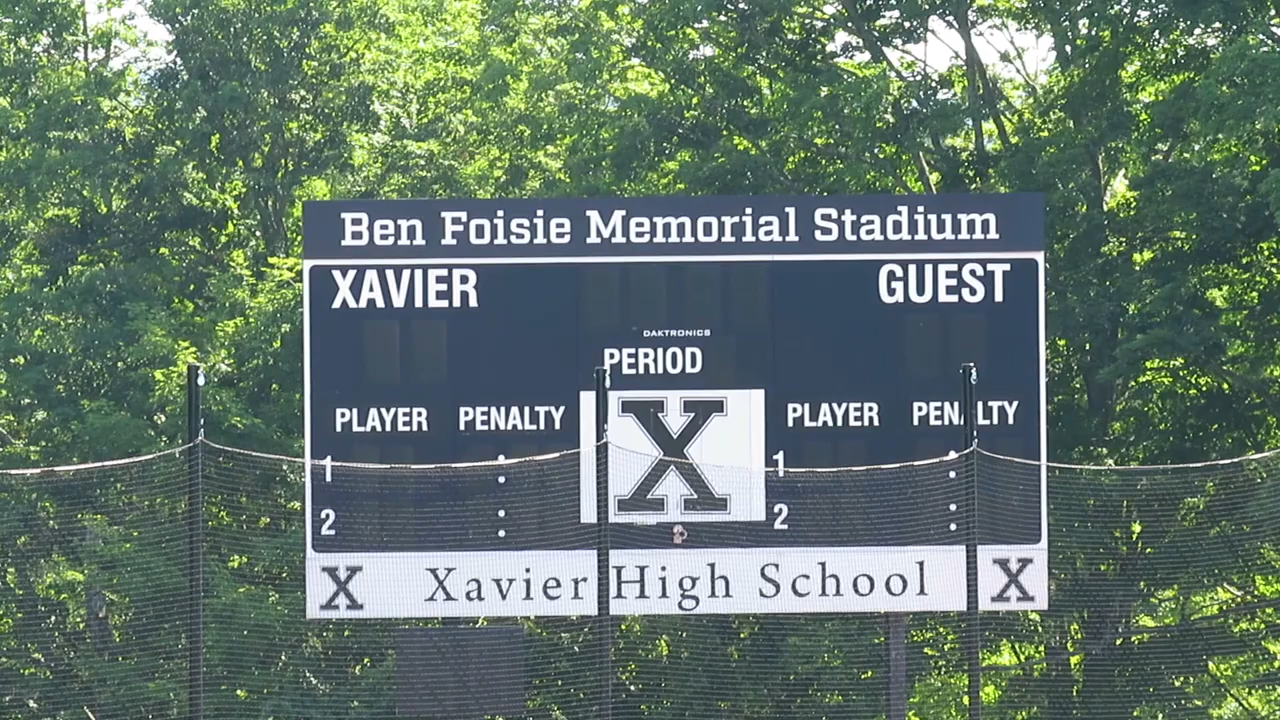 Ben Foisie Memorial Stadium
XAVIER
GUEST
DAKTRONICS
PERIOD
PLAYER PENALTY
X
PLAYER PENALTY
1 :
2 :
1 :
2 :
X Xavier High School X